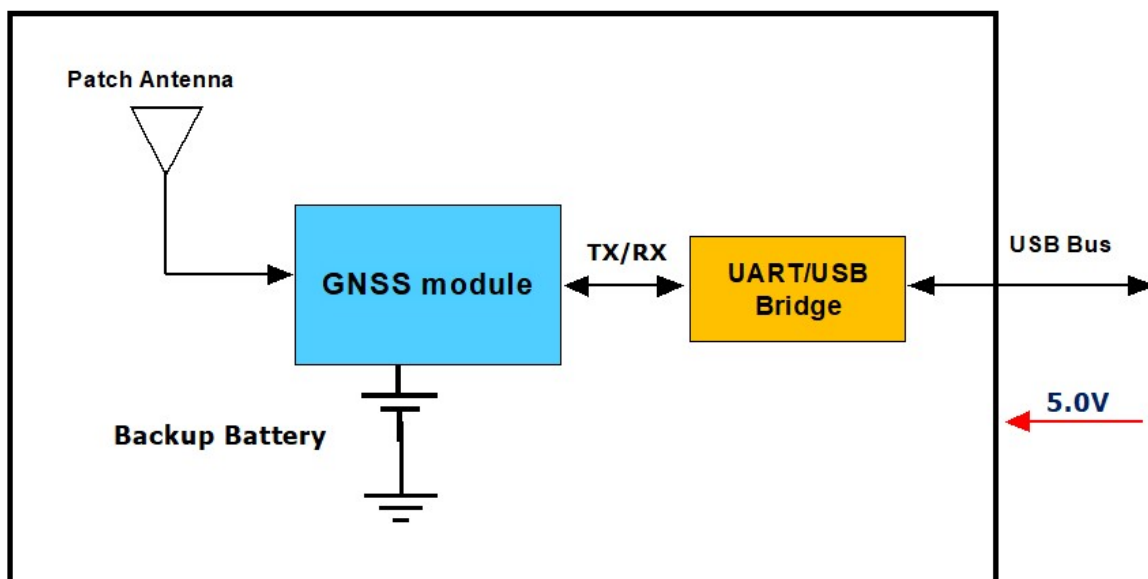 Patch Antenna
GNSS module
TX/RX
UART/USB
Bridge
USB Bus
5.0V
Backup Battery